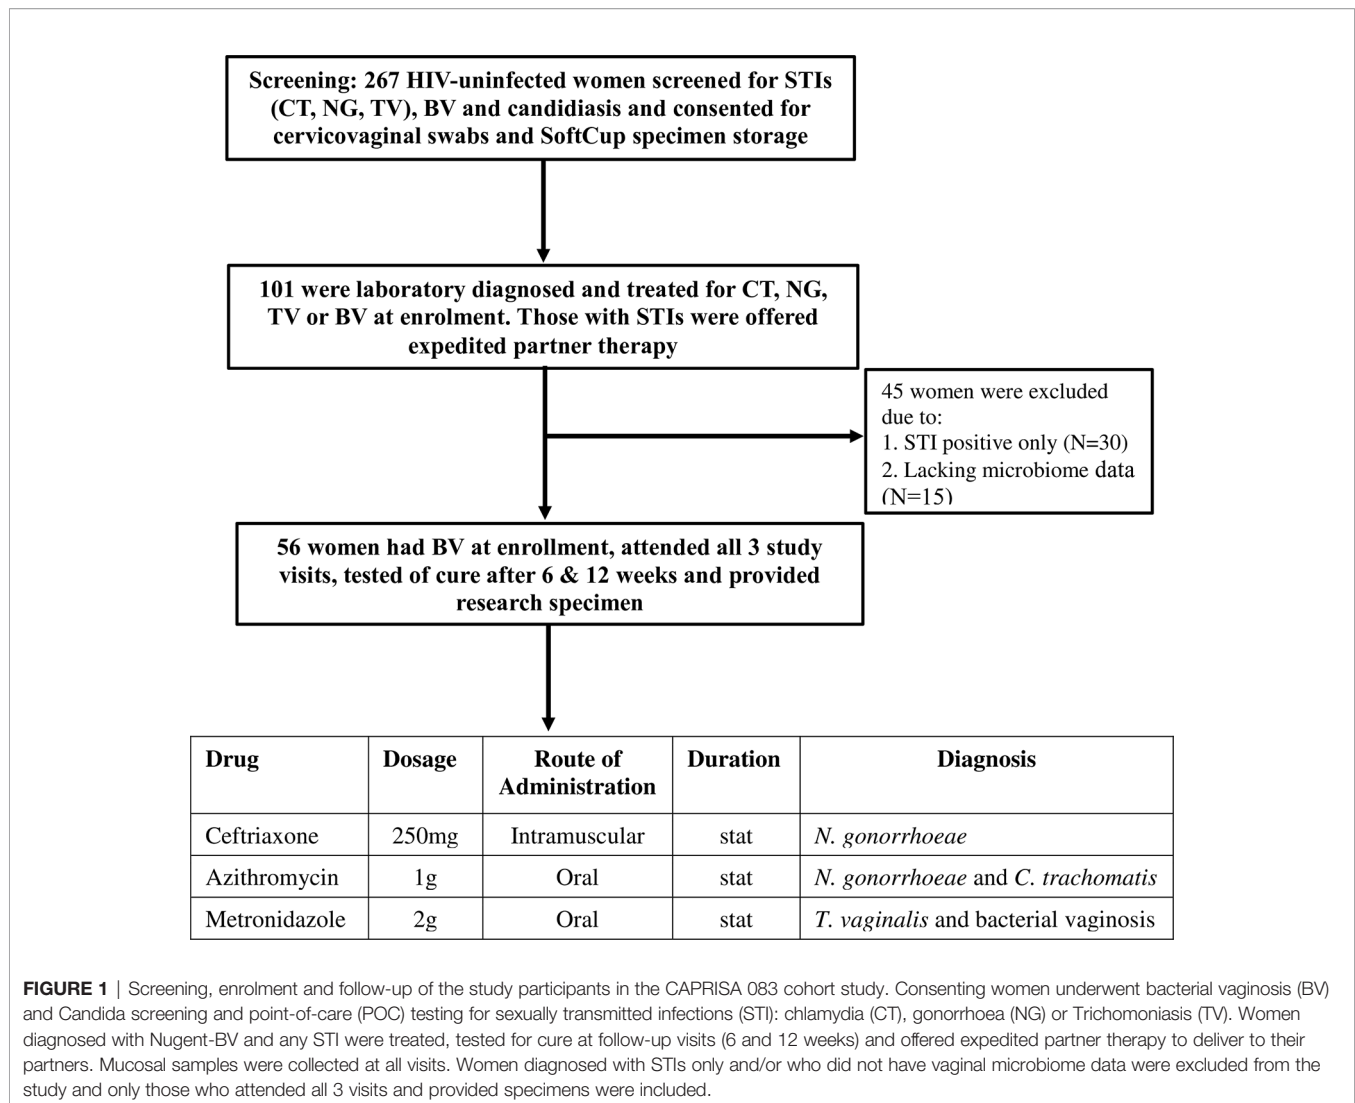 Screening: 267 HIV-uninfected women screened for STIs
(CT, NG, TV), BV and candidiasis and consented for
cervicovaginal swabs and SoftCup specimen storage
101 were laboratory diagnosed and treated for CT, NG,
TV or BV at enrolment. Those with STIs were offered
expedited partner therapy
45 women were excluded
due to:
1. STI positive only (N=30)
2. Lacking microbiome data
(N=15)
56 women had BV at enrollment, attended all 3 study
visits, tested of cure after 6 & 12 weeks and provided
research specimen
Drug Dosage Route of Administration Duration Diagnosis
Ceftriaxone 250mg Intramuscular stat N. gonorrhoeae
Azithromycin 1g Oral stat N. gonorrhoeae and C. trachomatis
Metronidazole 2g Oral stat T. vaginalis and bacterial vaginosis
FIGURE 1 | Screening, enrolment and follow-up of the study participants in the CAPRISA 083 cohort study. Consenting women underwent bacterial vaginosis (BV)
and Candida screening and point-of-care (POC) testing for sexually transmitted infections (STI): chlamydia (CT), gonorrhoea (NG) or Trichomoniasis (TV). Women
diagnosed with Nugent-BV and any STI were treated, tested for cure at follow-up visits (6 and 12 weeks) and offered expedited partner therapy to deliver to their
partners. Mucosal samples were collected at all visits. Women diagnosed with STIs only and/or who did not have vaginal microbiome data were excluded from the
study and only those who attended all 3 visits and provided specimens were included.